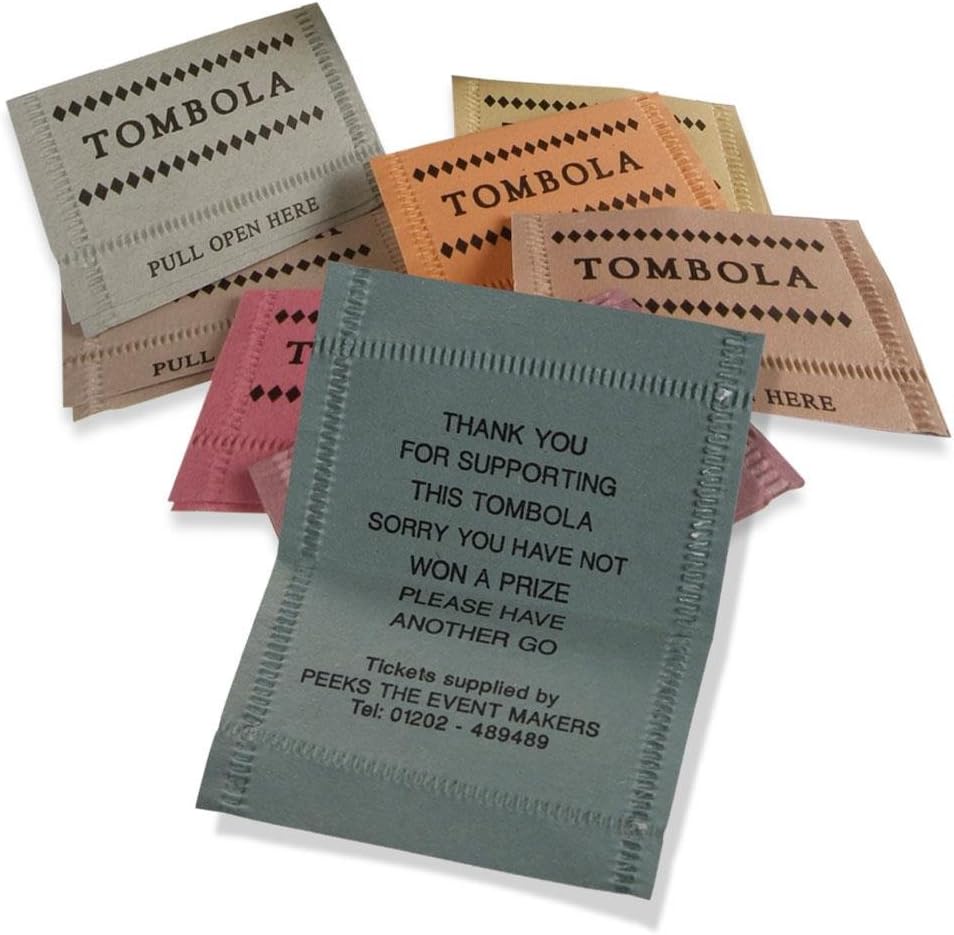 TOMBOLA
PULL OPEN HERE
TOMBOLA
TOMBOLA
HERE
PULL
THANK YOU
FOR SUPPORTING
THIS TOMBOLA
SORRY YOU HAVE NOT
WON A PRIZE
PLEASE HAVE
ANOTHER GO
Tickets supplied by
PEEKS THE EVENT MAKERS
Tel: 01202 - 489489